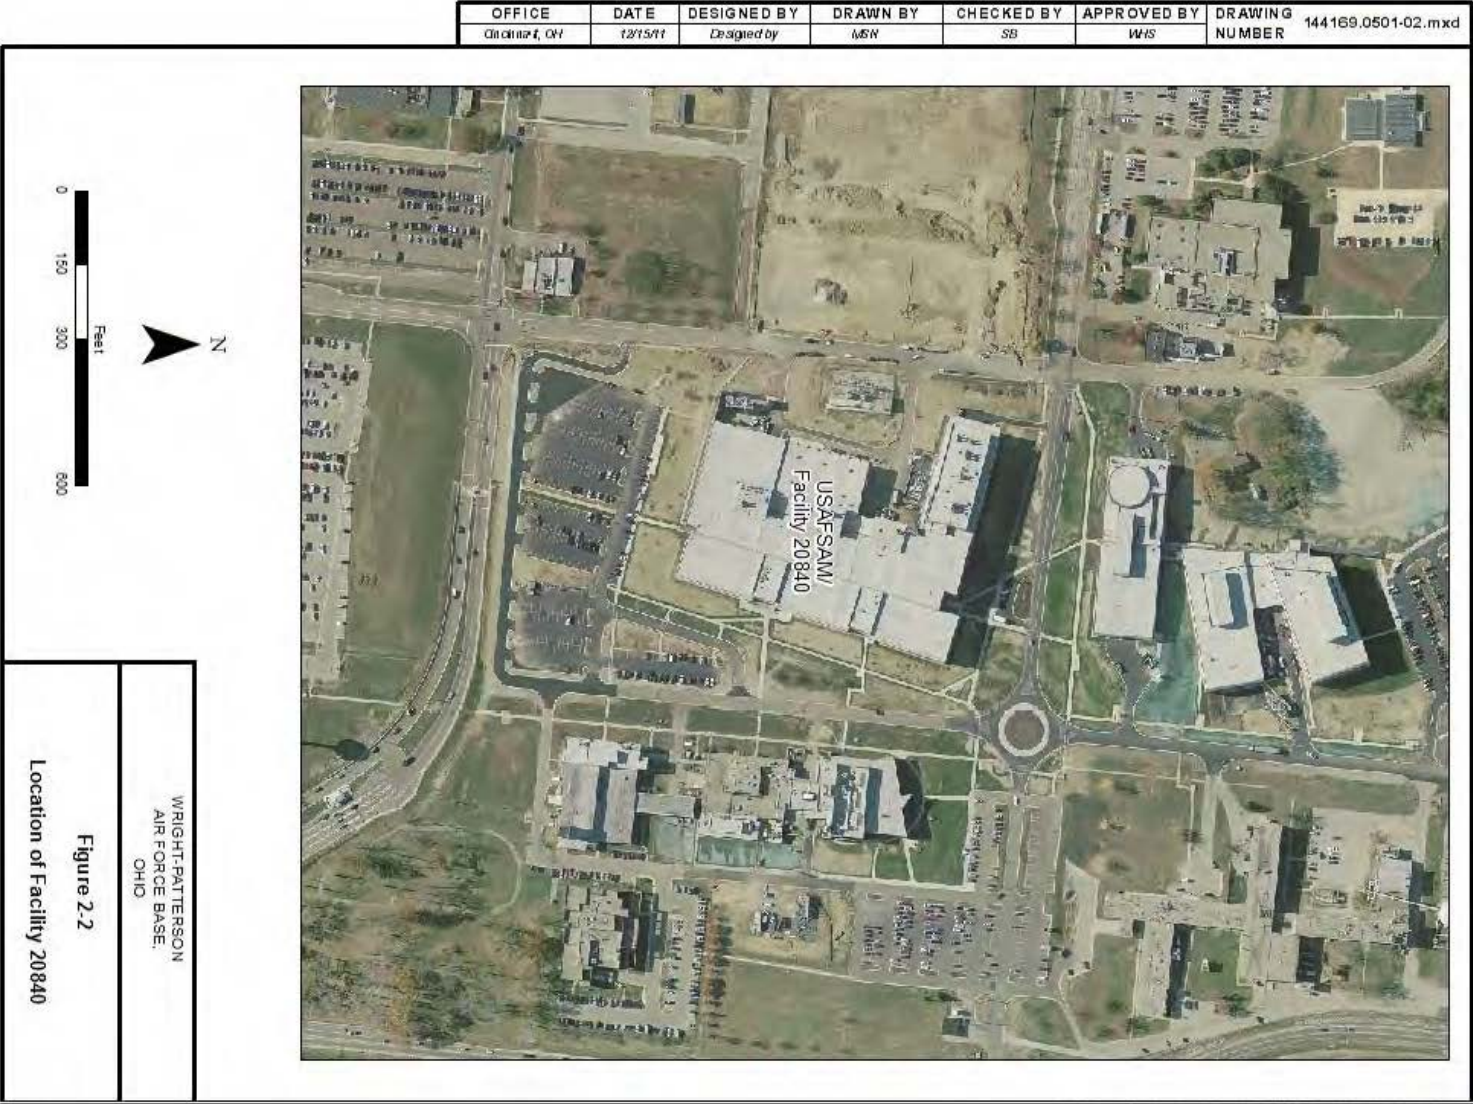 OFFICE DATE DESIGNED BY DRAWN BY CHECKED BY APPROVED BY DRAWING NUMBER 144169.0501-02.mxd
Cincinnati, OH 12/15/11 Designed by MSN SB WHS
USAFSAM/
Facility 20840
N
Feet
0 150 300 600
WRIGHT-PATTERSON
AIR FORCE BASE,
OHIO
Figure 2-2
Location of Facility 20840